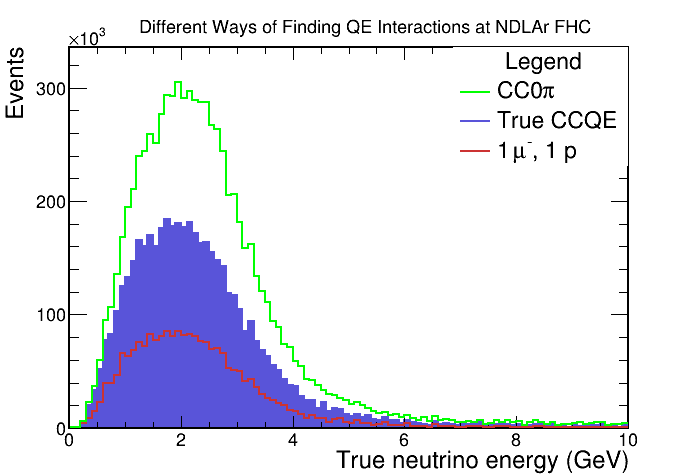 Different Ways of Finding QE Interactions at NDLAr FHC
×10³
Events
Legend
CC0π
True CCQE
1μ⁻, 1 p
300
200
100
0
0 2 4 6 8 10
True neutrino energy (GeV)